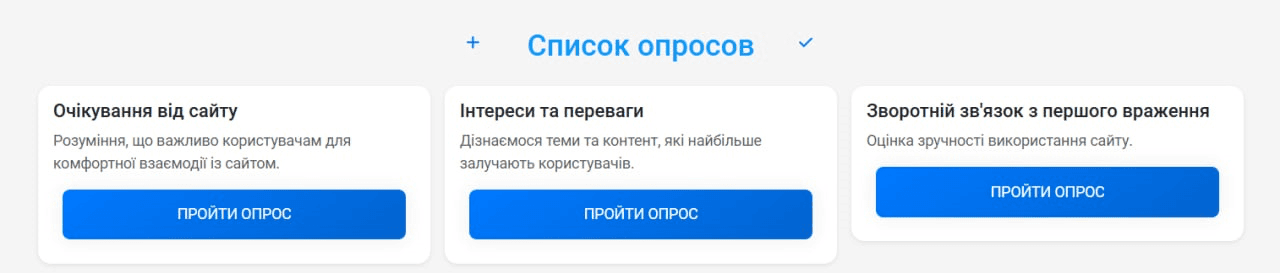 Список опросов
Очікування від сайту
Розуміння, що важливо користувачам для
комфортної взаємодії із сайтом.
ПРОЙТИ ОПРОС
Інтереси та переваги
Дізнаємося теми та контент, які найбільше
залучають користувачів.
ПРОЙТИ ОПРОС
Зворотній зв'язок з першого враження
Оцінка зручності використання сайту.
ПРОЙТИ ОПРОС